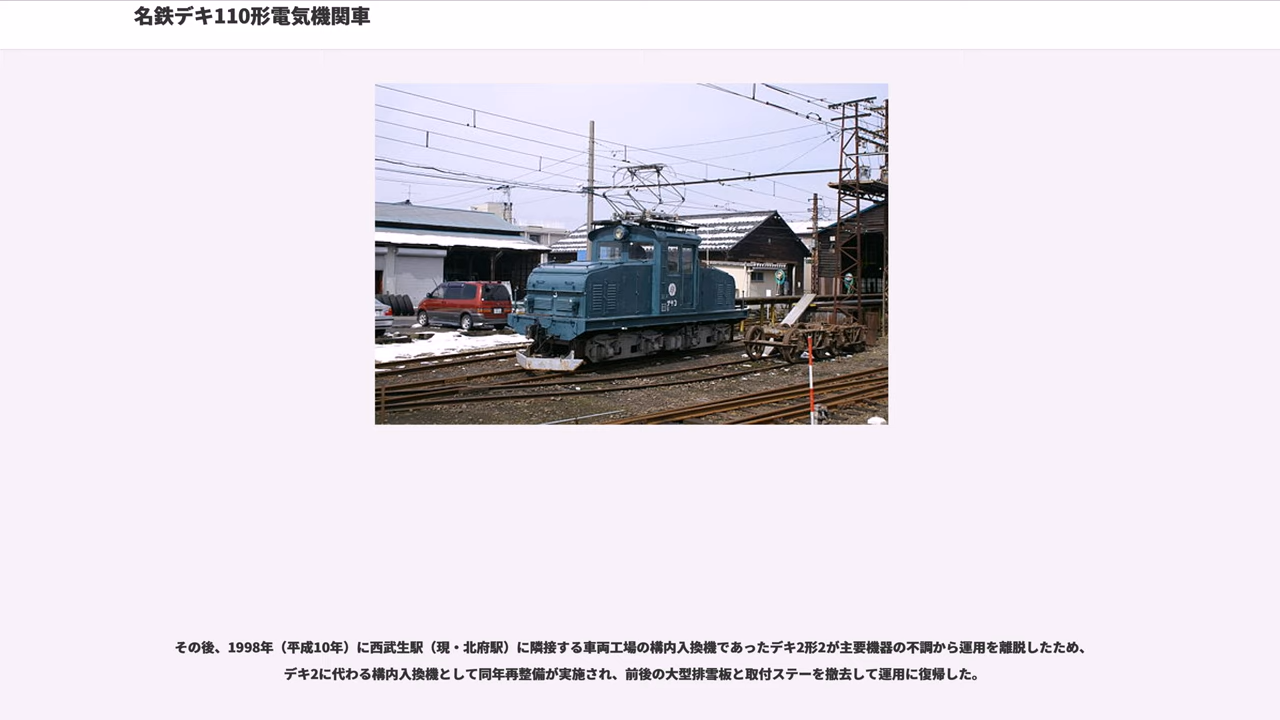 名鉄デキ110形電気機関車
その後、1998年（平成10年）に西武生駅（現・北府駅）に隣接する車両工場の構内入換機であったデキ2形2が主要機器の不調から運用を離脱したため、
デキ2に代わる構内入換機として同年再整備が実施され、前後の大型排雪板と取付ステーを撤去して運用に復帰した。